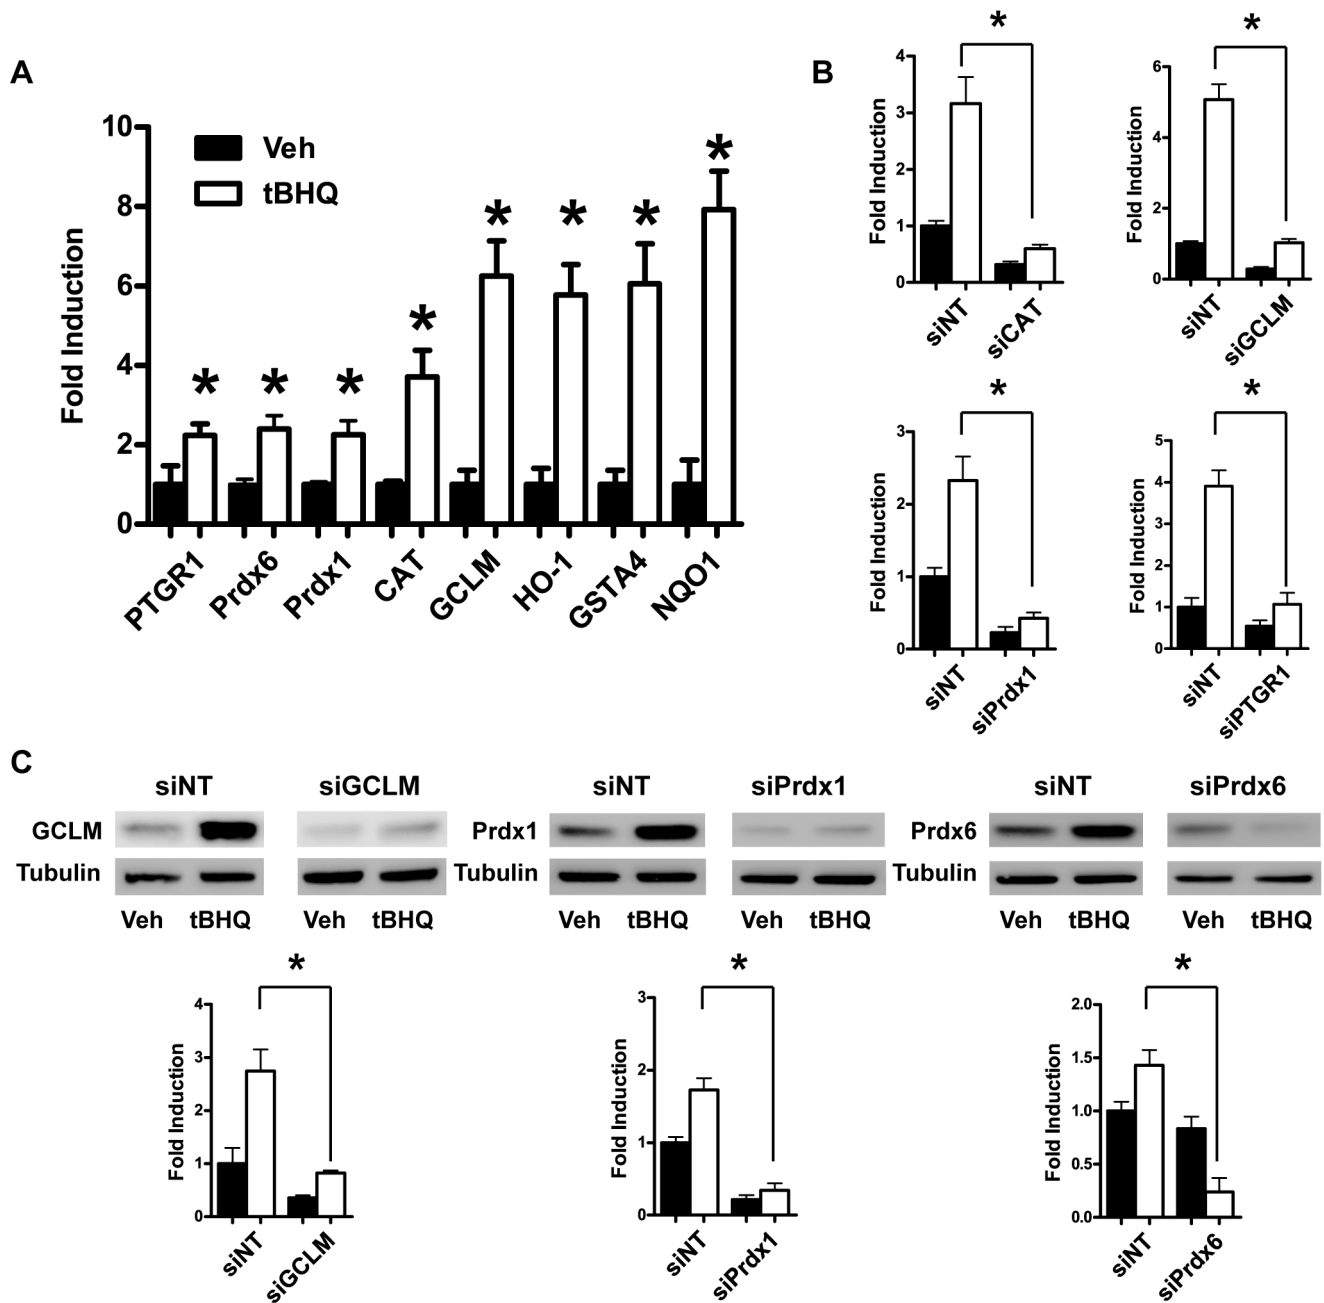 A
Fold Induction
10
8
6
4
2
0
Veh
tBHQ
*
*
*
*
*
*
*
*
PTGR1
Prdx6
Prdx1
CAT
GCLM
HO-1
GSTA4
NQO1
B
*
Fold Induction
4
3
2
1
0
siNT
siCAT
*
Fold Induction
6
4
2
0
siNT
siGCLM
*
Fold Induction
3
2
1
0
siNT
siPrdx1
*
Fold Induction
5
4
3
2
1
0
siNT
siPTGR1
C
siNT siGCLM
GCLM
Tubulin
Veh tBHQ Veh tBHQ
*
Fold Induction
4
3
2
1
0
siNT
siGCLM
siNT siPrdx1
Prdx1
Tubulin
Veh tBHQ Veh tBHQ
*
Fold Induction
3
2
1
0
siNT
siPrdx1
siNT siPrdx6
Prdx6
Tubulin
Veh tBHQ Veh tBHQ
*
Fold Induction
2.0
1.5
1.0
0.5
0.0
siNT
siPrdx6